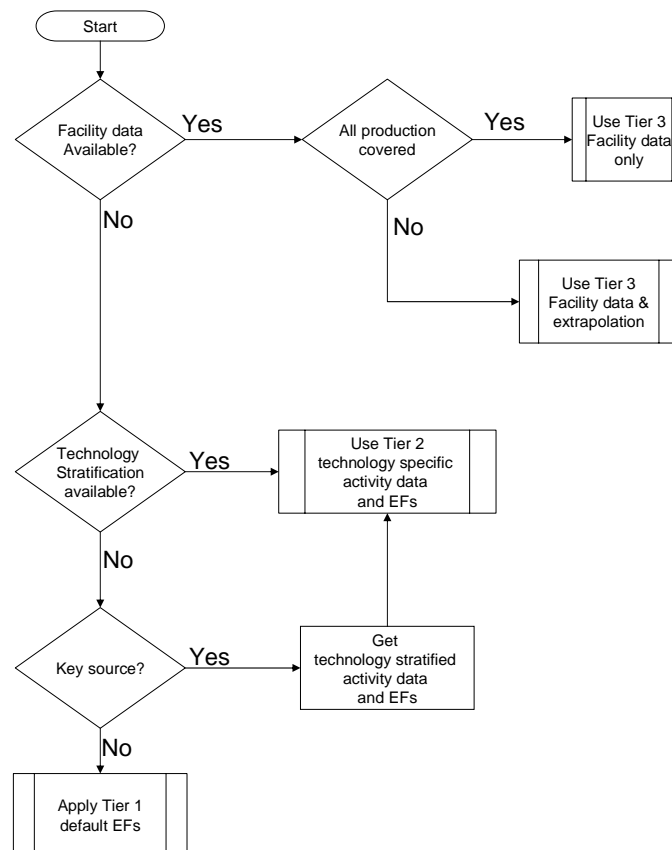 Start
Facility data
Available?
Yes
All production
covered
Yes
Use Tier 3
Facility data
only
No
No
Use Tier 3
Facility data &
extrapolation
Technology
Stratification
available?
Yes
Use Tier 2
technology specific
activity data
and EFs
No
Key source?
Yes
Get
technology stratified
activity data
and EFs
No
Apply Tier 1
default EFs